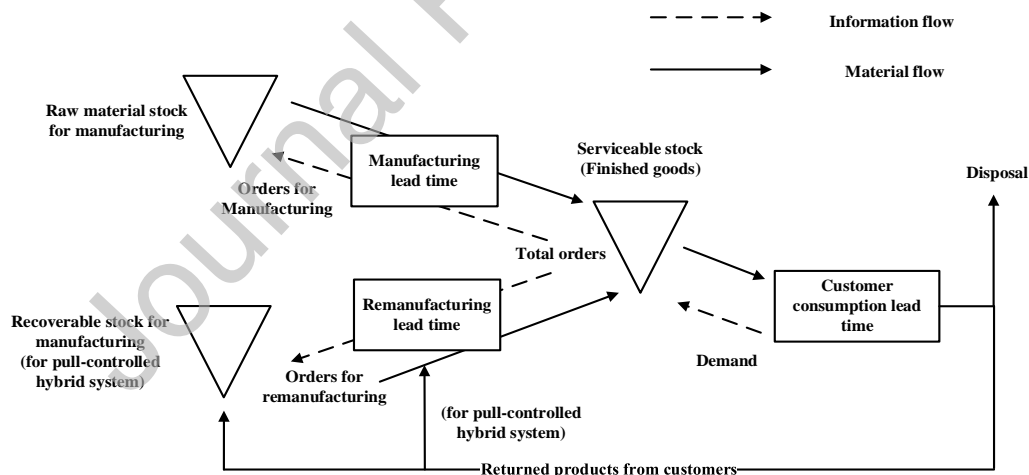 Information flow
Material flow
Raw material stock
for manufacturing
Manufacturing
lead time
Serviceable stock
(Finished goods)
Disposal
Orders for
Manufacturing
Total orders
Customer
consumption lead
time
Remanufacturing
lead time
Recoverable stock for
manufacturing
(for pull-controlled
hybrid system)
Demand
Orders for
remanufacturing
(for pull-controlled
hybrid system)
Returned products from customers
Journal P